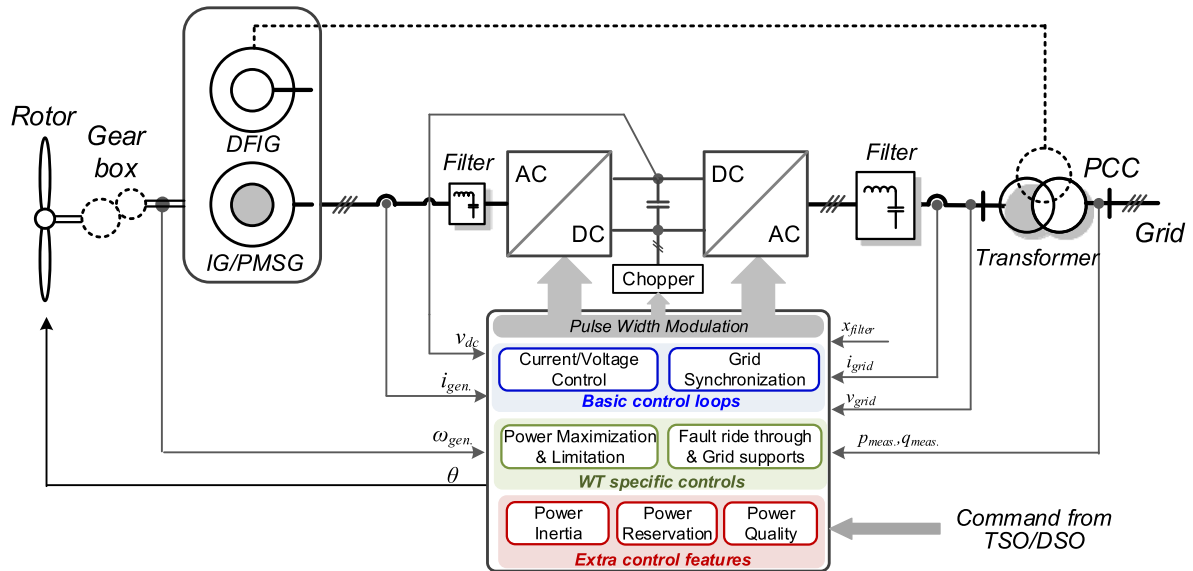 Rotor
Gear
box
DFIG
IG/PMSG
Filter
AC
DC
DC
AC
Chopper
Filter
PCC
Transformer
Grid
Pulse Width Modulation
v_dc
i_gen.
ω_gen.
θ
x_filter
i_grid
v_grid
p_meas.,q_meas.
Current/Voltage
Control
Grid
Synchronization
Basic control loops
Power Maximization
& Limitation
Fault ride through
& Grid supports
WT specific controls
Power
Inertia
Power
Reservation
Power
Quality
Extra control features
Command from
TSO/DSO